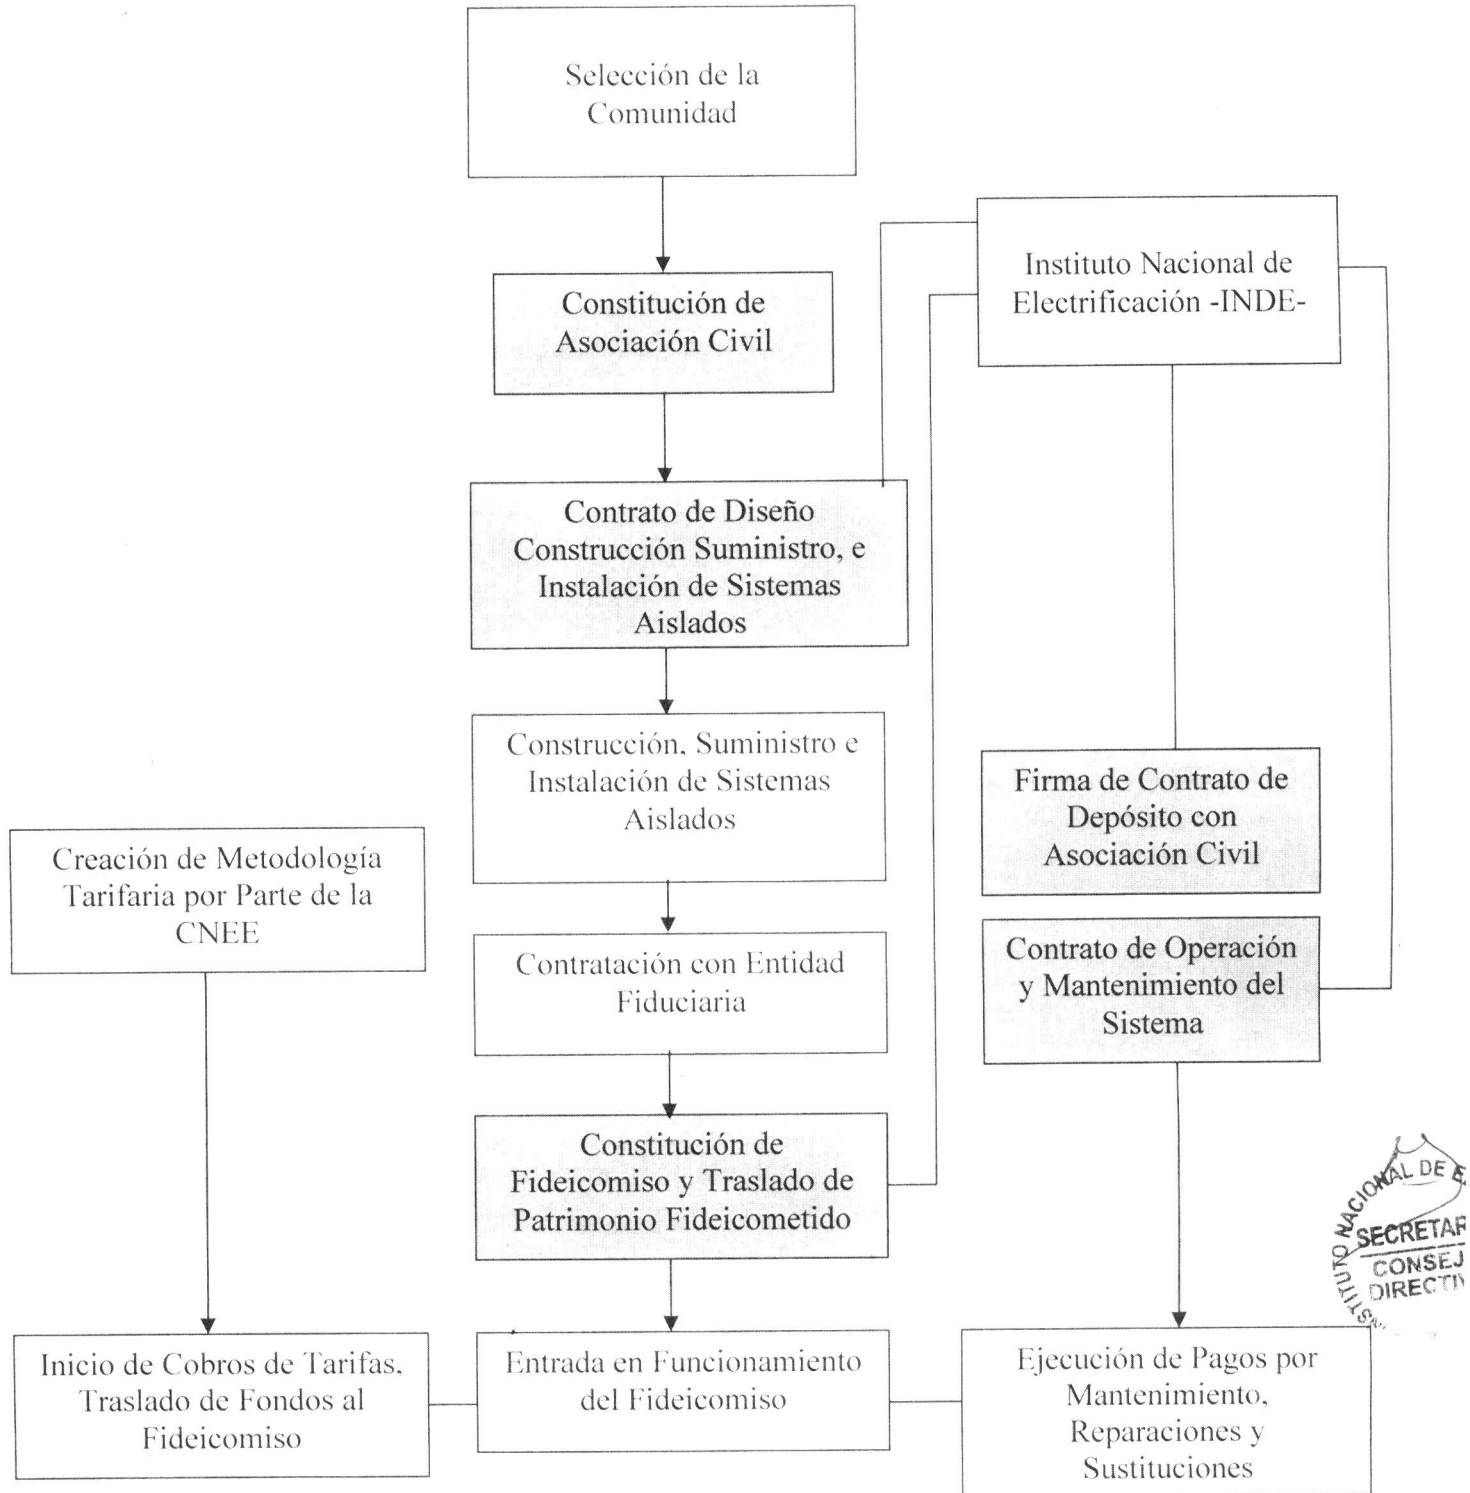 Selección de la
Comunidad
Instituto Nacional de
Electrificación -INDE-
Constitución de
Asociación Civil
Contrato de Diseño
Construcción Suministro, e
Instalación de Sistemas
Aislados
Construcción, Suministro e
Instalación de Sistemas
Aislados
Firma de Contrato de
Depósito con
Asociación Civil
Creación de Metodología
Tarifaria por Parte de la
CNEE
Contratación con Entidad
Fiduciaria
Contrato de Operación
y Mantenimiento del
Sistema
Constitución de
Fideicomiso y Traslado de
Patrimonio Fideicometido
Inicio de Cobros de Tarifas,
Traslado de Fondos al
Fideicomiso
Entrada en Funcionamiento
del Fideicomiso
Ejecución de Pagos por
Mantenimiento,
Reparaciones y
Sustituciones
NACIONAL DE
SECRETAR
CONSEJ
DIRECTIV